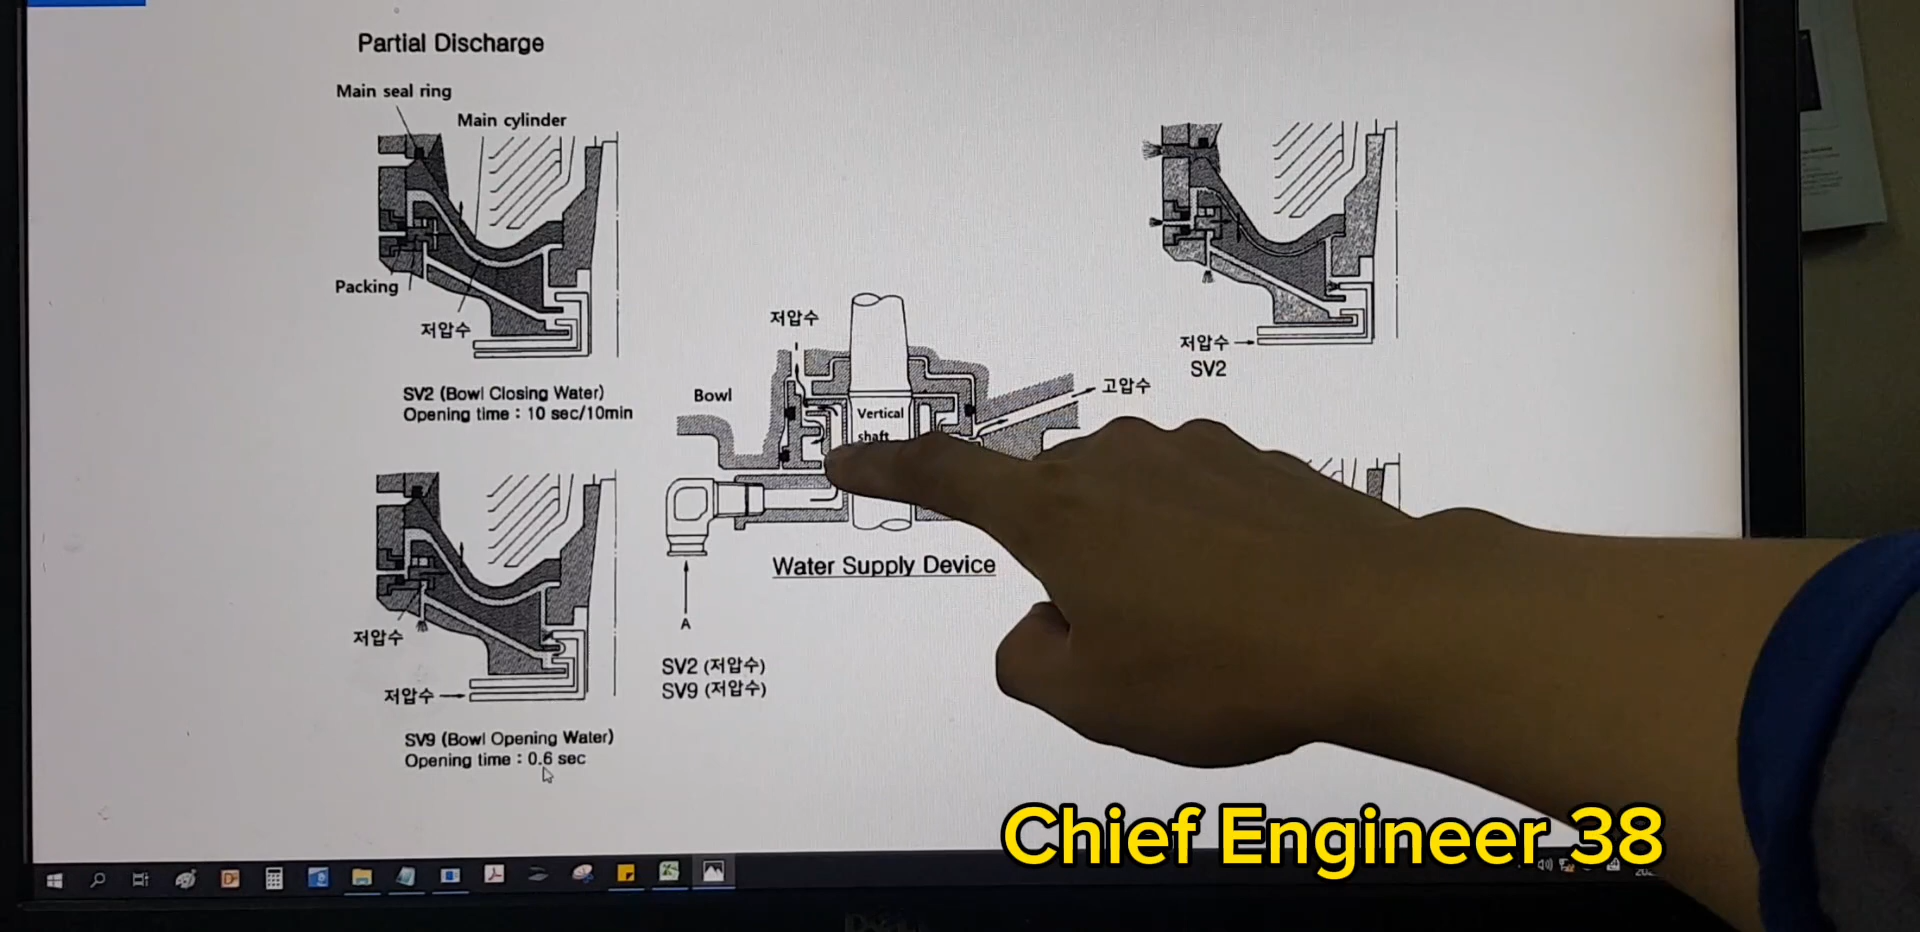 Partial Discharge
Main seal ring
Main cylinder
Packing
저압수
SV2 (Bowl Closing Water)
Opening time : 10 sec/10min
저압수
저압수
SV9 (Bowl Opening Water)
Opening time : 0.6 sec
저압수
Bowl
Vertical
shaft
고압수
Water Supply Device
A
SV2 (저압수)
SV9 (저압수)
저압수
SV2
Chief Engineer 38